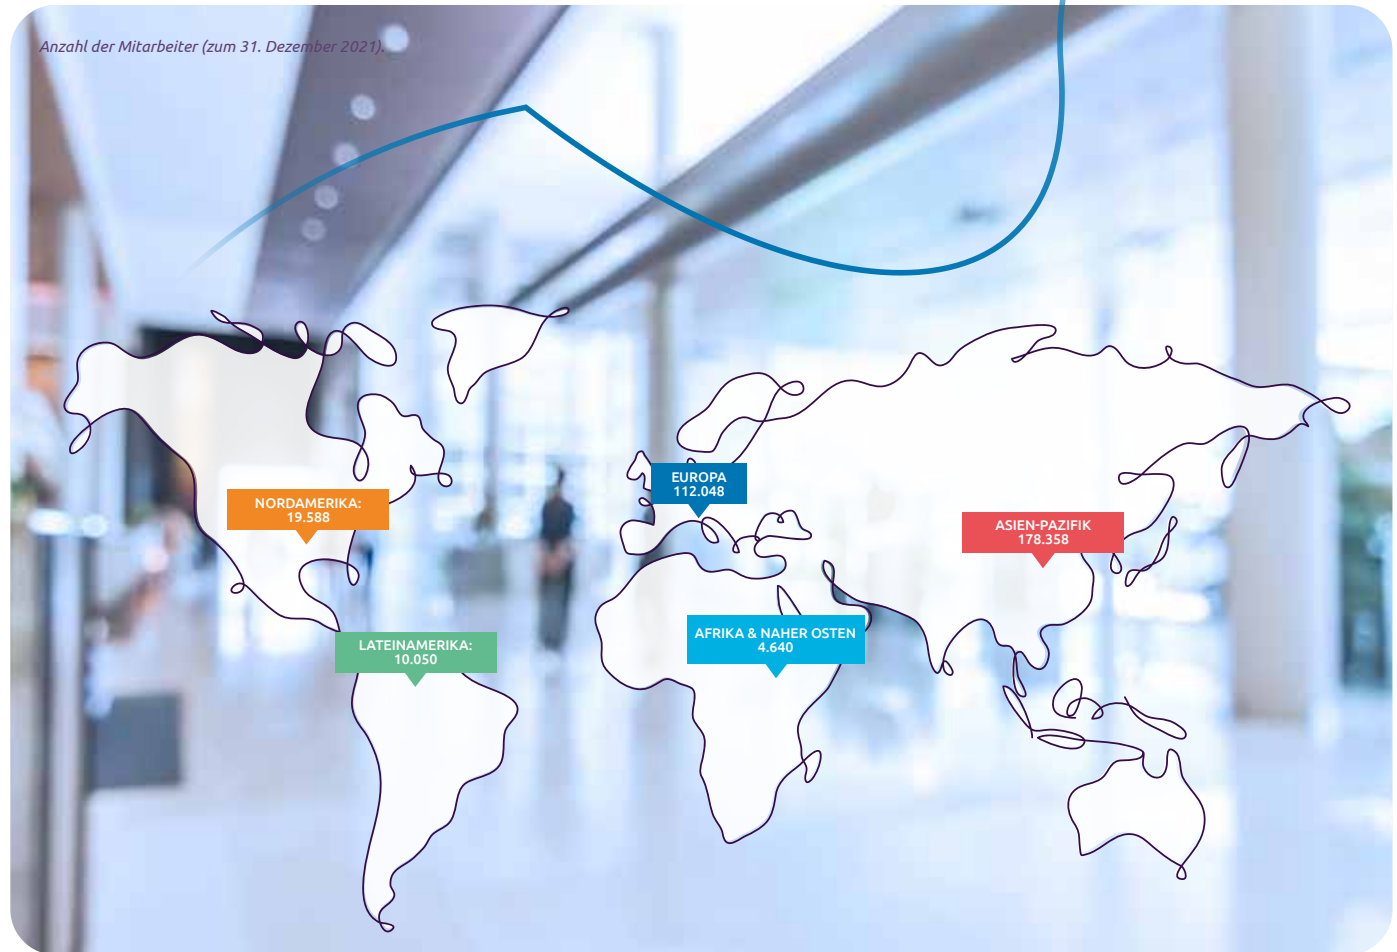 Anzahl der Mitarbeiter (zum 31. Dezember 2021).
EUROPA
112.048
NORDAMERIKA:
19.588
ASIEN-PAZIFIK
178.358
AFRIKA & NAHER OSTEN
4.640
LATEINAMERIKA:
10.050